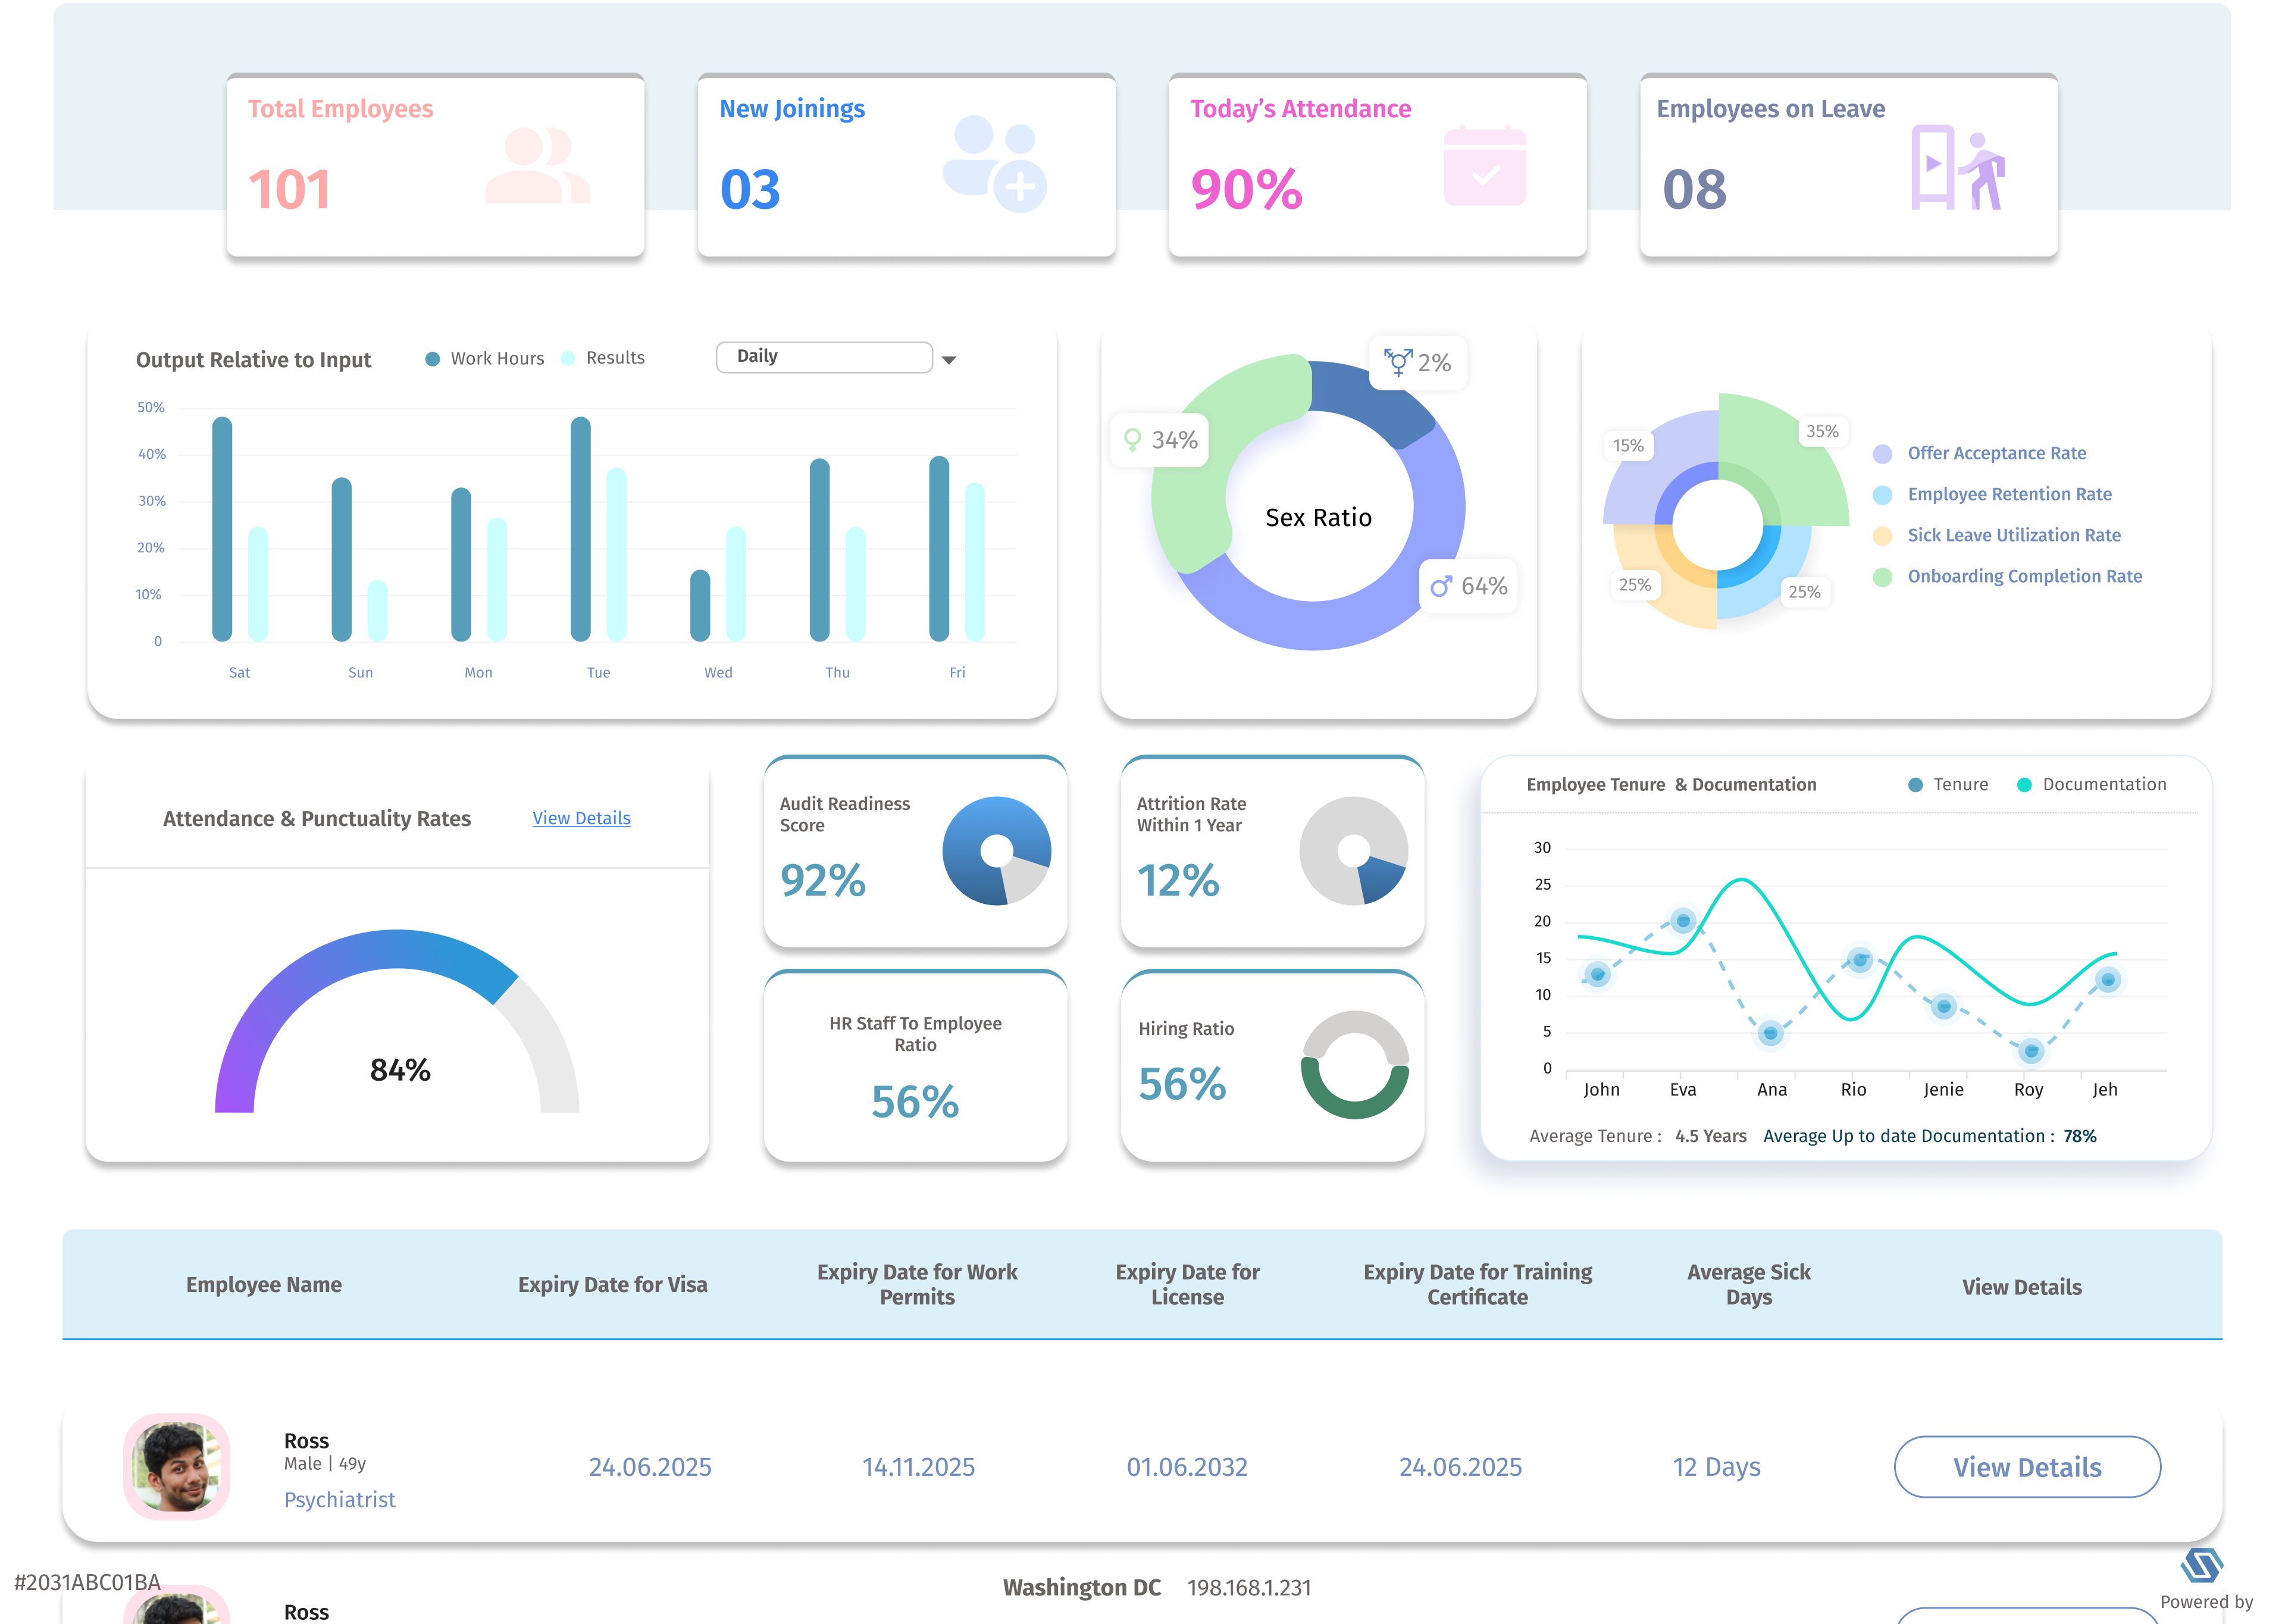 Total Employees
101
New Joinings
03
Today’s Attendance
90%
Employees on Leave
08
Output Relative to Input
Work Hours
Results
Daily
50%
40%
30%
20%
10%
0
Sat
Sun
Mon
Tue
Wed
Thu
Fri
2%
34%
Sex Ratio
64%
15%
35%
25%
25%
Offer Acceptance Rate
Employee Retention Rate
Sick Leave Utilization Rate
Onboarding Completion Rate
Attendance & Punctuality Rates
View Details
84%
Audit Readiness
Score
92%
Attrition Rate
Within 1 Year
12%
HR Staff To Employee
Ratio
56%
Hiring Ratio
56%
Employee Tenure & Documentation
Tenure
Documentation
30
25
20
15
10
5
0
John
Eva
Ana
Rio
Jenie
Roy
Jeh
Average Tenure : 4.5 Years
Average Up to date Documentation : 78%
Employee Name
Expiry Date for Visa
Expiry Date for Work
Permits
Expiry Date for
License
Expiry Date for Training
Certificate
Average Sick
Days
View Details
Ross
Male | 49y
Psychiatrist
24.06.2025
14.11.2025
01.06.2032
24.06.2025
12 Days
View Details
#2031ABC01BA
Ross
Washington DC
198.168.1.231
Powered by